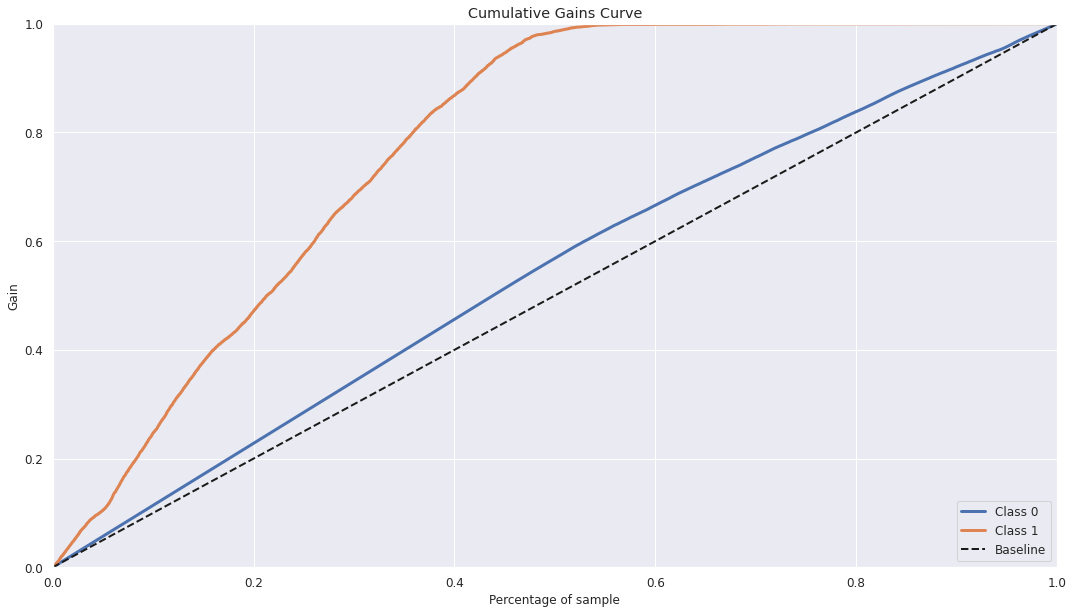 Cumulative Gains Curve
1.0
0.8
0.6
0.4
0.2
0.0
Gain
0.0 0.2 0.4 0.6 0.8 1.0
Percentage of sample
Class 0
Class 1
Baseline